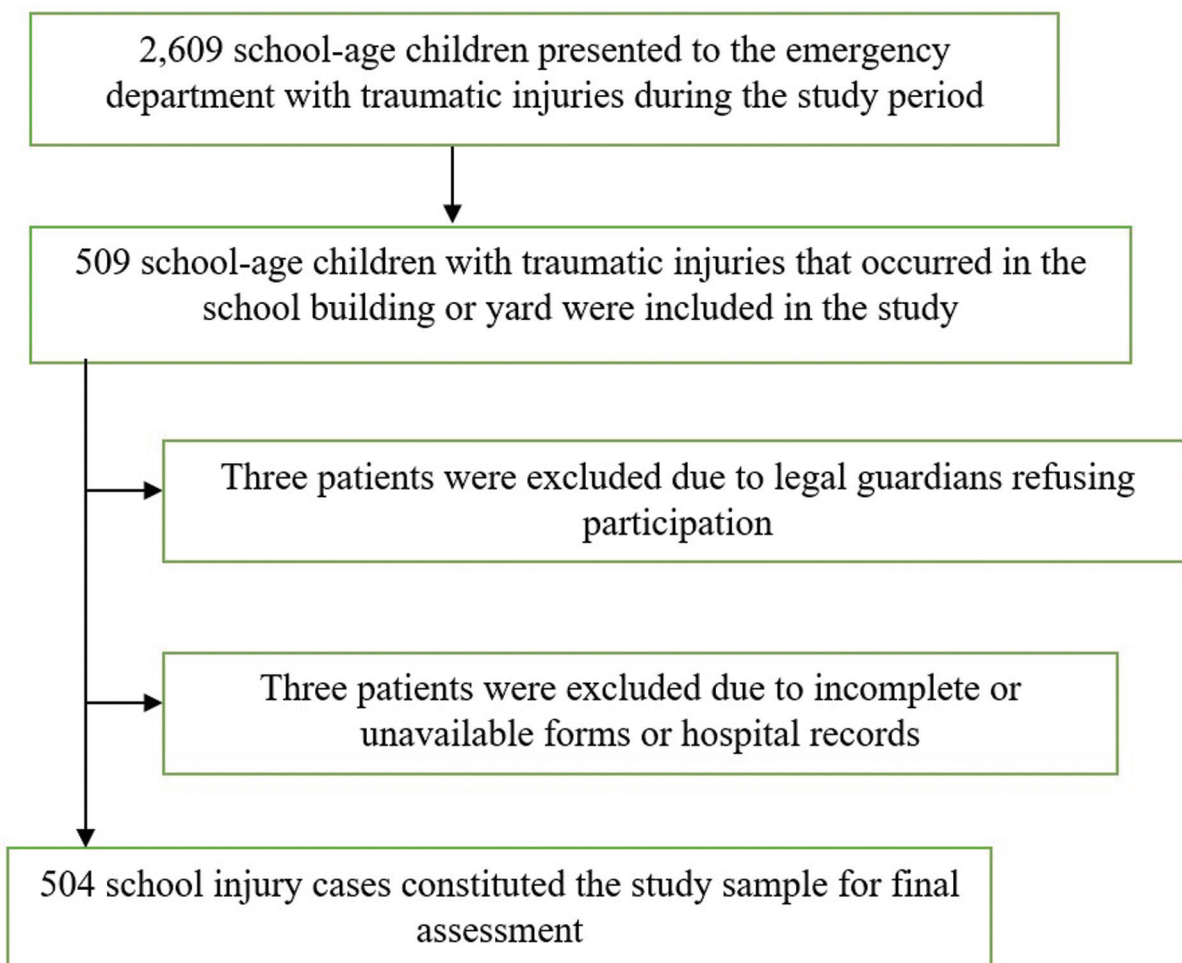 2,609 school-age children presented to the emergency
department with traumatic injuries during the study period
509 school-age children with traumatic injuries that occurred in the
school building or yard were included in the study
Three patients were excluded due to legal guardians refusing
participation
Three patients were excluded due to incomplete or
unavailable forms or hospital records
504 school injury cases constituted the study sample for final
assessment